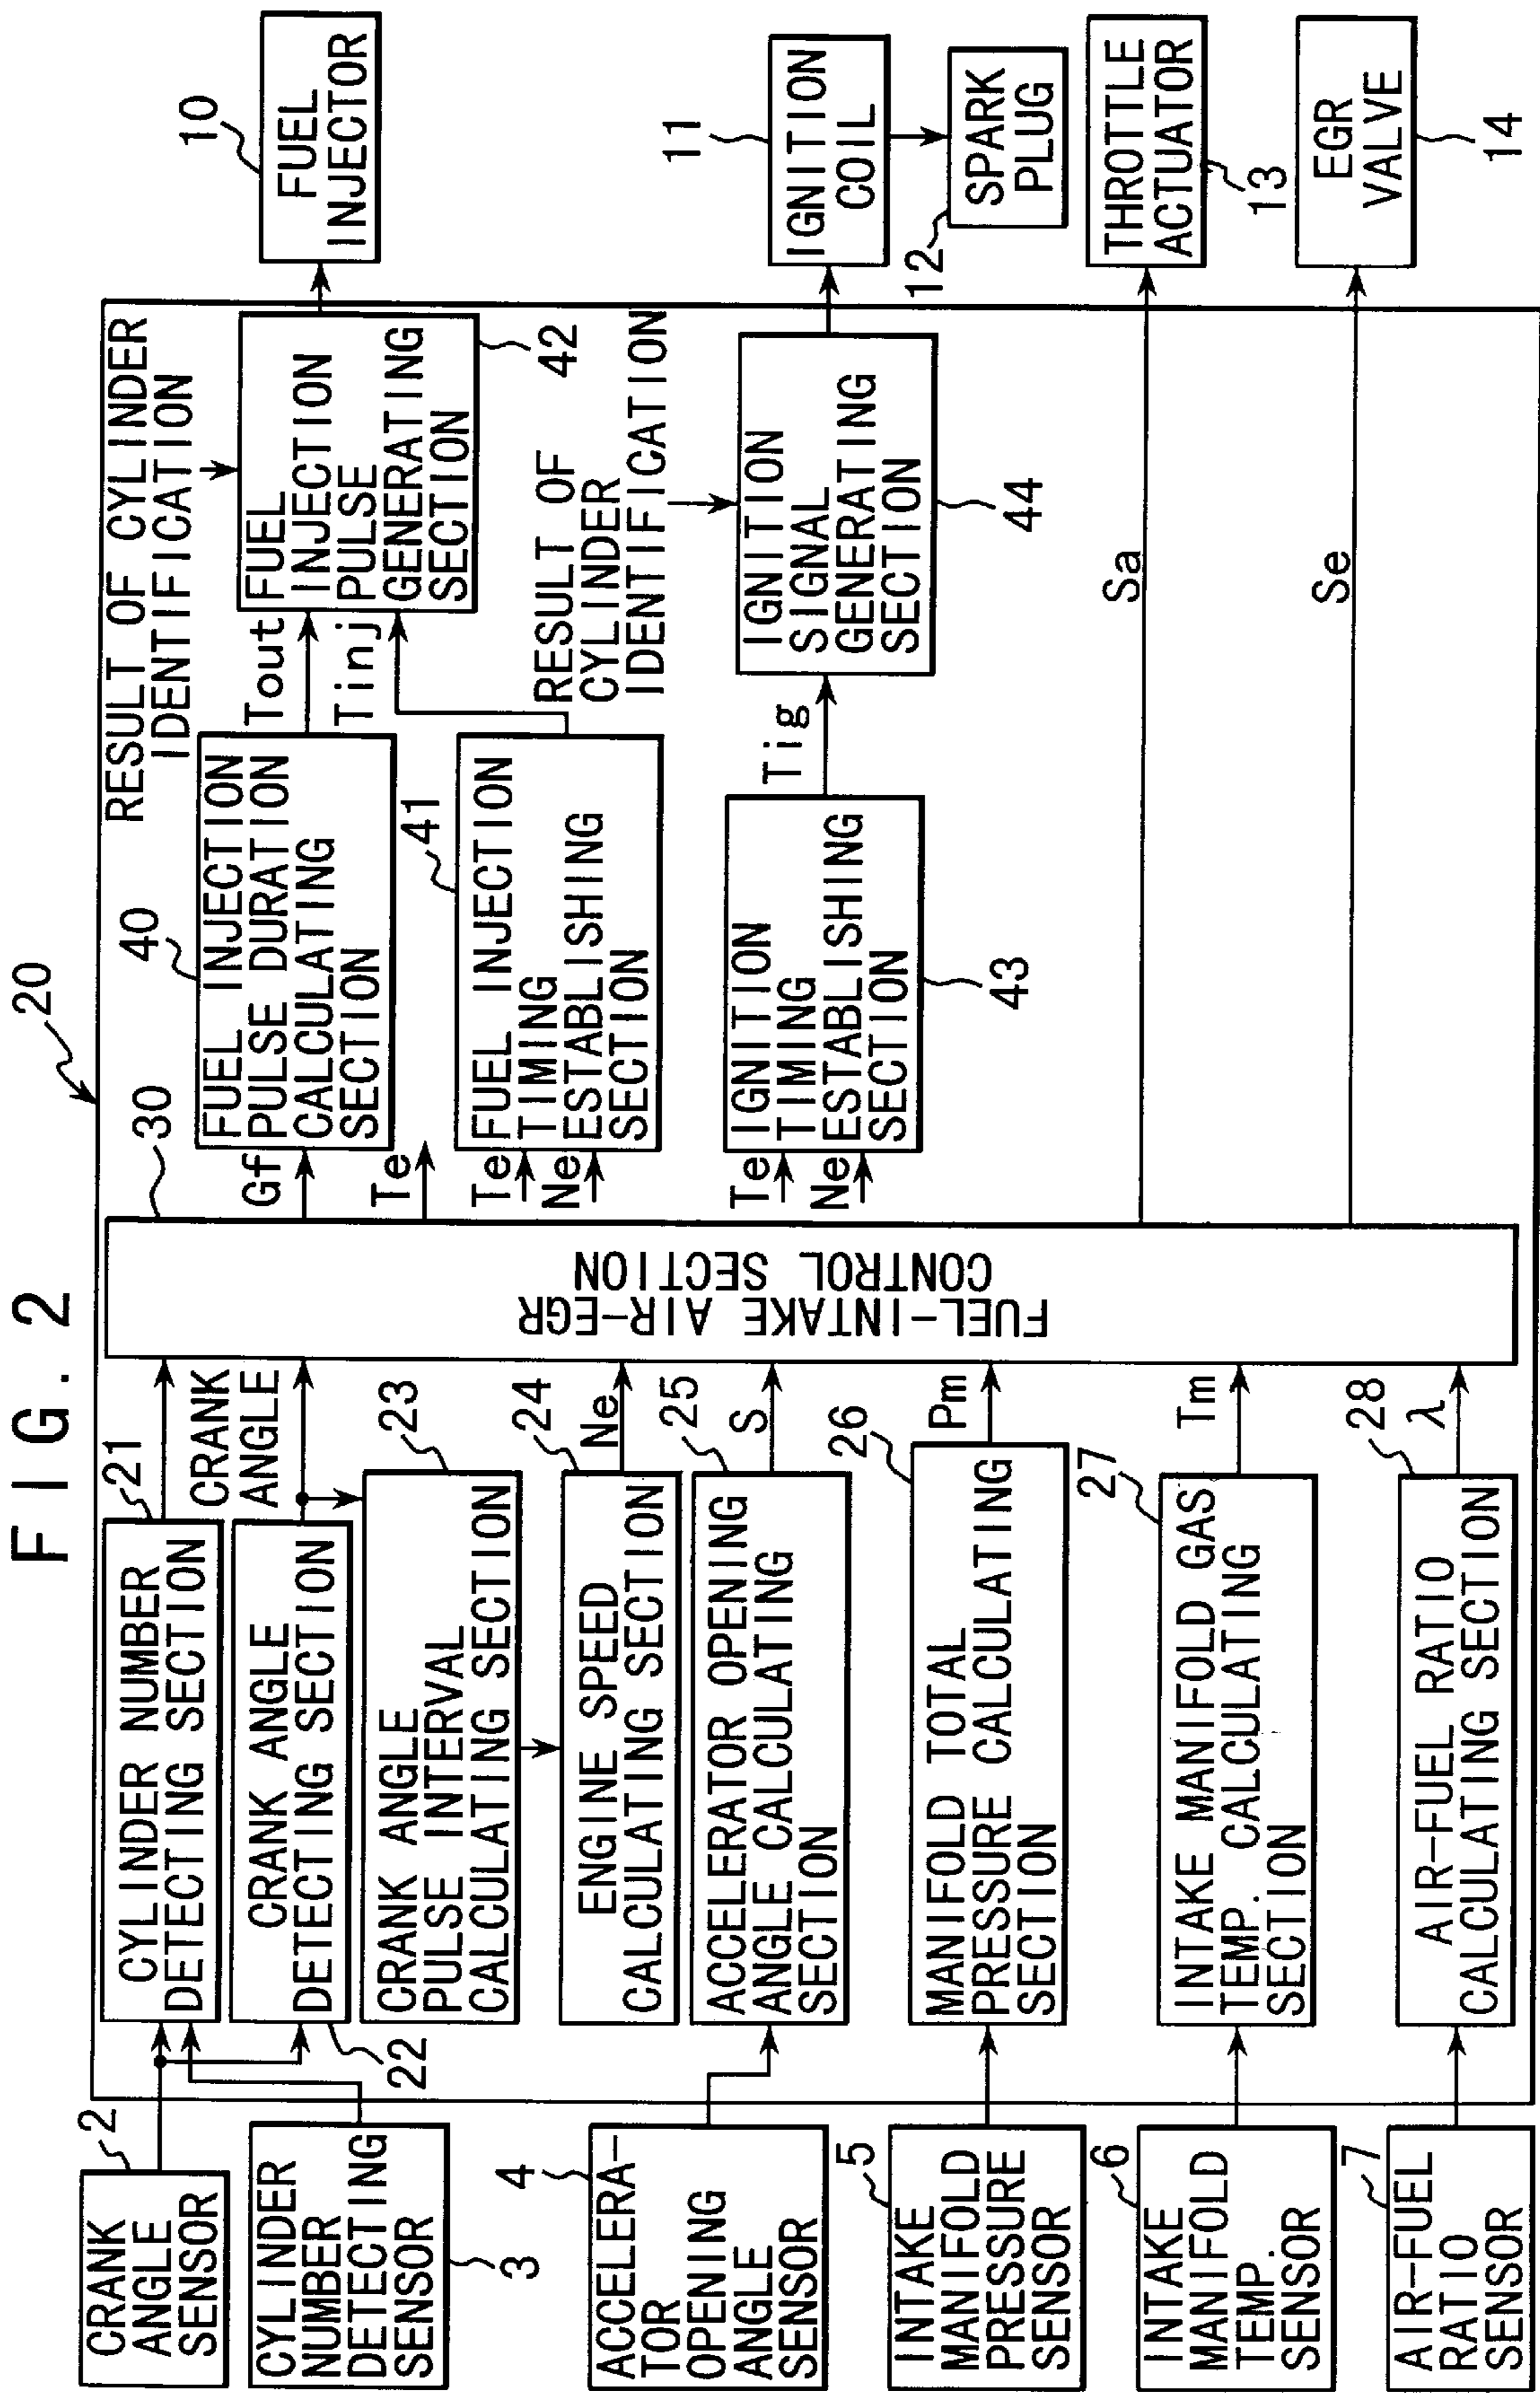 FIG. 2
20
CRANK
ANGLE
SENSOR
2
CYLINDER
NUMBER
DETECTING
SENSOR
3
ACCELERA-
TOR
OPENING
ANGLE
SENSOR
4
INTAKE
MANIFOLD
PRESSURE
SENSOR
5
INTAKE
MANIFOLD
TEMP.
SENSOR
6
AIR-FUEL
RATIO
SENSOR
7
CYLINDER NUMBER
DETECTING SECTION
21
CRANK ANGLE
DETECTING SECTION
22
CRANK
ANGLE
CRANK ANGLE
PULSE INTERVAL
CALCULATING SECTION
23
ENGINE SPEED
CALCULATING SECTION
24
Ne
ACCELERATOR OPENING
ANGLE CALCULATING
SECTION
25
S
MANIFOLD TOTAL
PRESSURE CALCULATING
SECTION
26
Pm
INTAKE MANIFOLD GAS
TEMP. CALCULATING
SECTION
27
Tm
AIR-FUEL RATIO
CALCULATING SECTION
28
λ
30
FUEL-INTAKE AIR-EGR
CONTROL SECTION
Gf
Te
FUEL INJECTION
PULSE DURATION
CALCULATING
SECTION
40
Tout
Te
Ne
FUEL INJECTION
TIMING
ESTABLISHING
SECTION
41
Tinj
RESULT OF CYLINDER
IDENTIFICATION
FUEL
INJECTION
PULSE
GENERATING
SECTION
42
Te
Ne
IGNITION
TIMING
ESTABLISHING
SECTION
43
Tig
RESULT OF
CYLINDER
IDENTIFICATION
IGNITION
SIGNAL
GENERATING
SECTION
44
Sa
Se
10
FUEL
INJECTOR
11
IGNITION
COIL
12
SPARK
PLUG
THROTTLE
ACTUATOR
13
EGR
VALVE
14